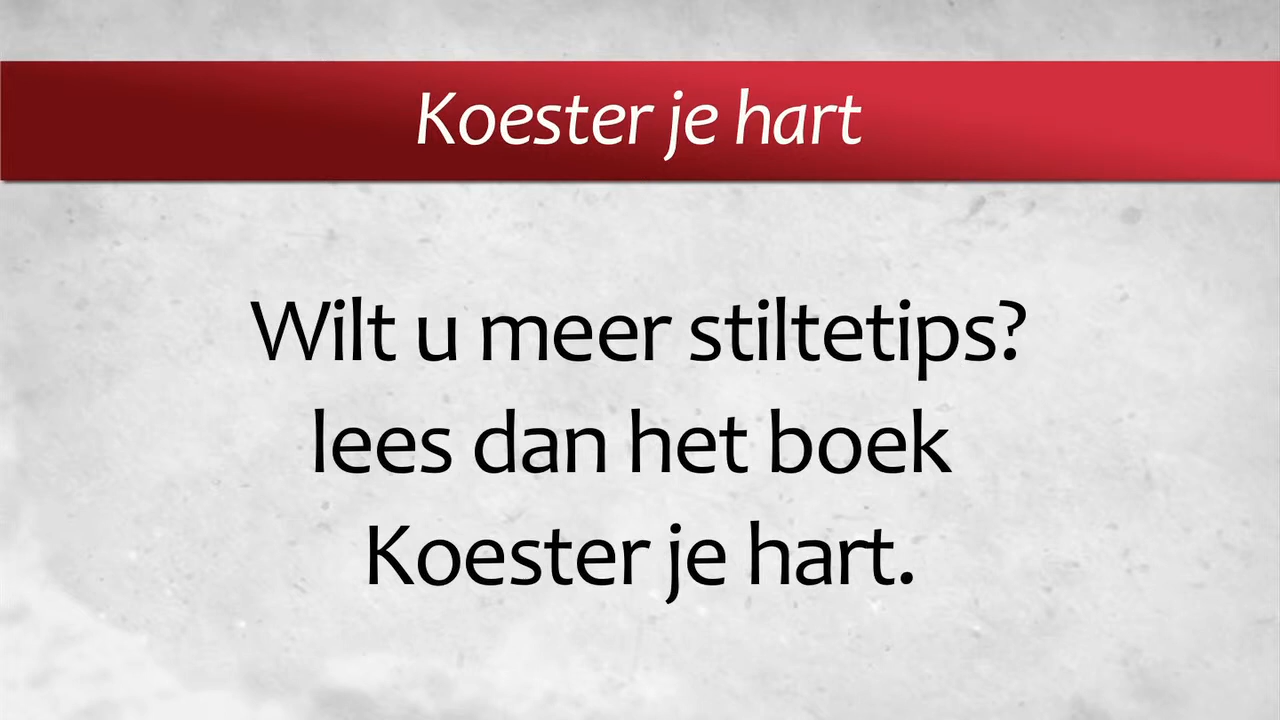 Koester je hart
Wilt u meer stiltetips?
lees dan het boek
Koester je hart.